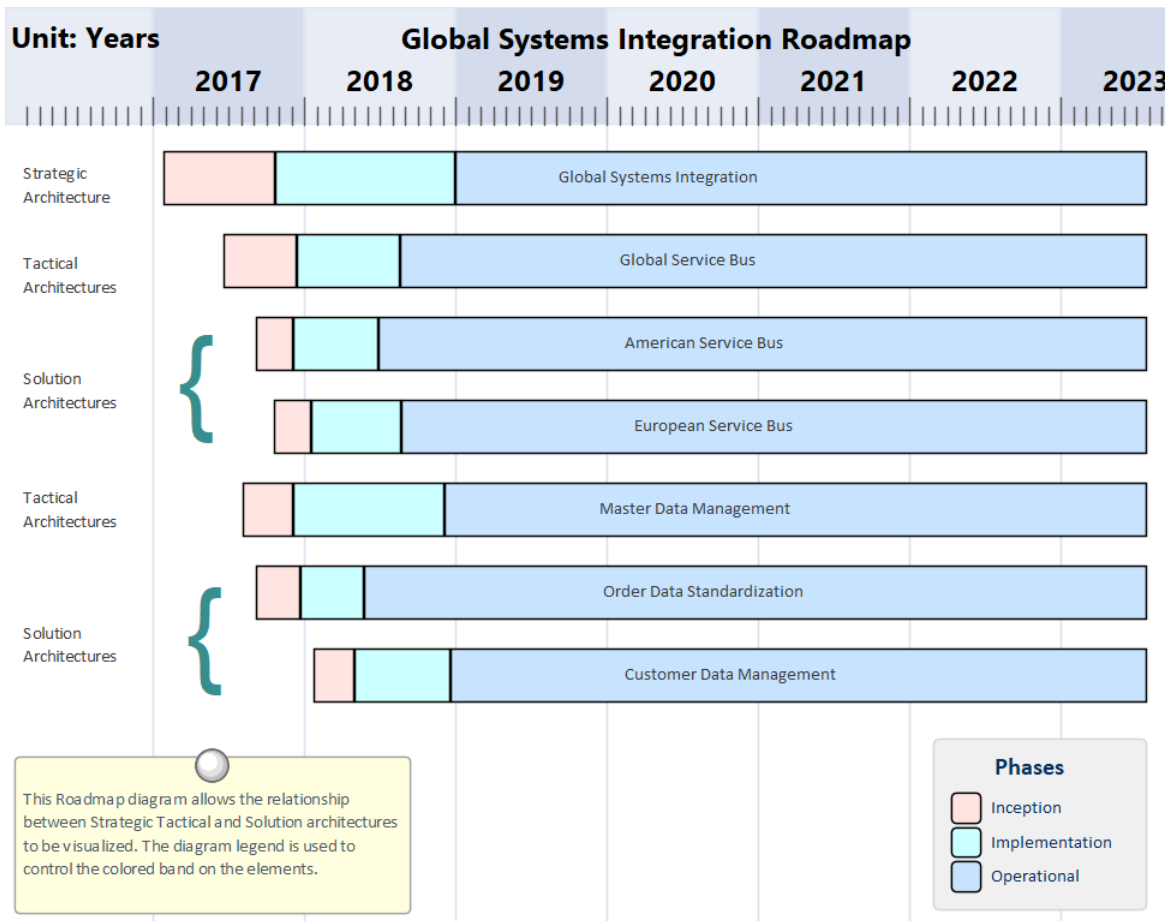 Unit: Years
Global Systems Integration Roadmap
2017
2018
2019
2020
2021
2022
2023
Strategic
Architecture
Global Systems Integration
Tactical
Architectures
Global Service Bus
Solution
Architectures
American Service Bus
European Service Bus
Tactical
Architectures
Master Data Management
Solution
Architectures
Order Data Standardization
Customer Data Management
This Roadmap diagram allows the relationship
between Strategic Tactical and Solution architectures
to be visualized. The diagram legend is used to
control the colored band on the elements.
Phases
Inception
Implementation
Operational